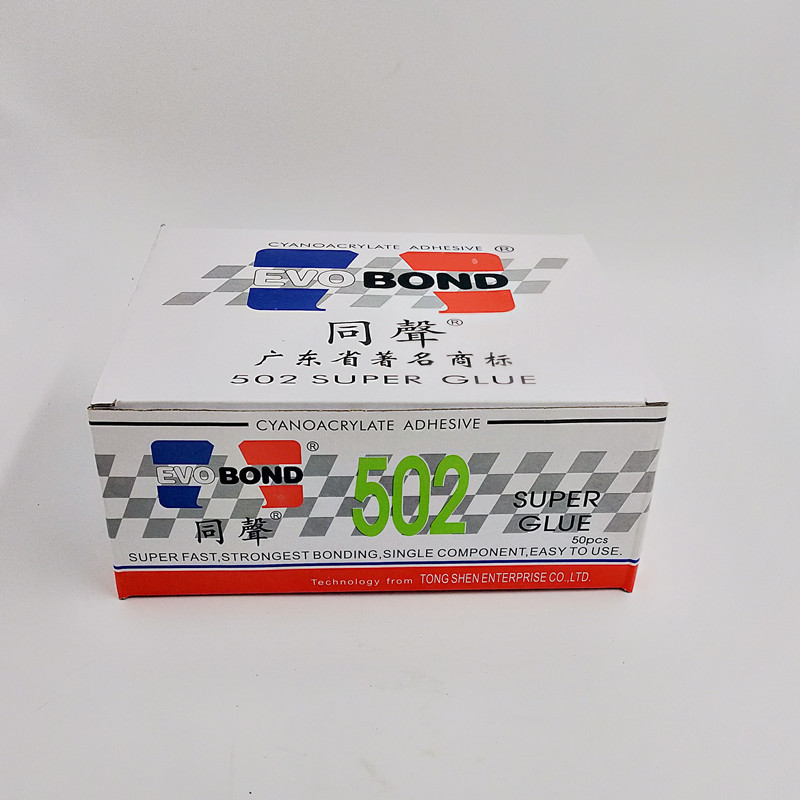 CYANOACRYLATE ADHESIVE ®
EVO BOND
同聲®
广东省著名商标
502 SUPER GLUE
CYANOACRYLATE ADHESIVE
EVO BOND ®
同聲®
502
SUPER
GLUE
50pcs
SUPER FAST,STRONGEST BONDING,SINGLE COMPONENT,EASY TO USE.
Technology from TONG SHEN ENTERPRISE CO.,LTD.